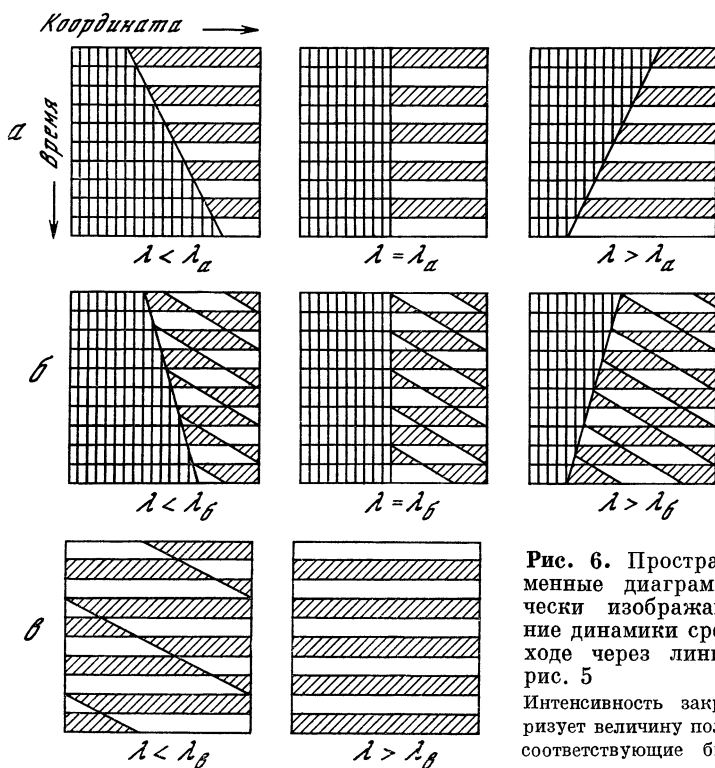 Координата
а
Время
λ < λа
λ = λа
λ > λа
б
λ < λб
λ = λб
λ > λб
в
λ < λв
λ > λв
Рис. 6. Простра
менные диаграм
чески изобража
ние динамики сре
ходе через лини
рис. 5
Интенсивность закр
ризует величину пол
соответствующие б